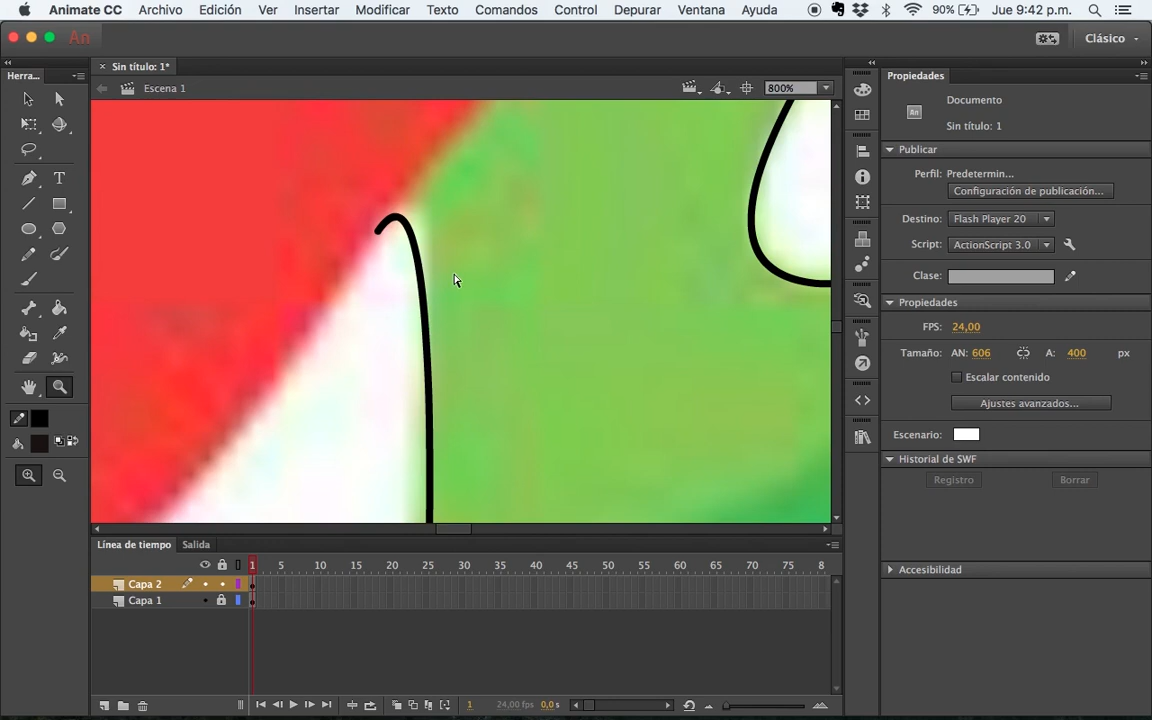 Animate CC Archivo Edición Ver Insertar Modificar Texto Comandos Control Depurar Ventana Ayuda 90% Jue 9:42 p.m.
An Clásico
Herra... × Sin título: 1* Propiedades
Escena 1 800%
Documento
An
Sin título: 1
Publicar
Perfil: Predetermin...
Configuración de publicación...
Destino: Flash Player 20
Script: ActionScript 3.0
Clase:
Propiedades
FPS: 24,00
Tamaño: AN: 606 A: 400 px
Escalar contenido
Ajustes avanzados...
Escenario:
Historial de SWF
Registro Borrar
Accesibilidad
Línea de tiempo Salida
1 5 10 15 20 25 30 35 40 45 50 55 60 65 70 75 8
Capa 2
Capa 1
1 24,00 fps 0,0 s